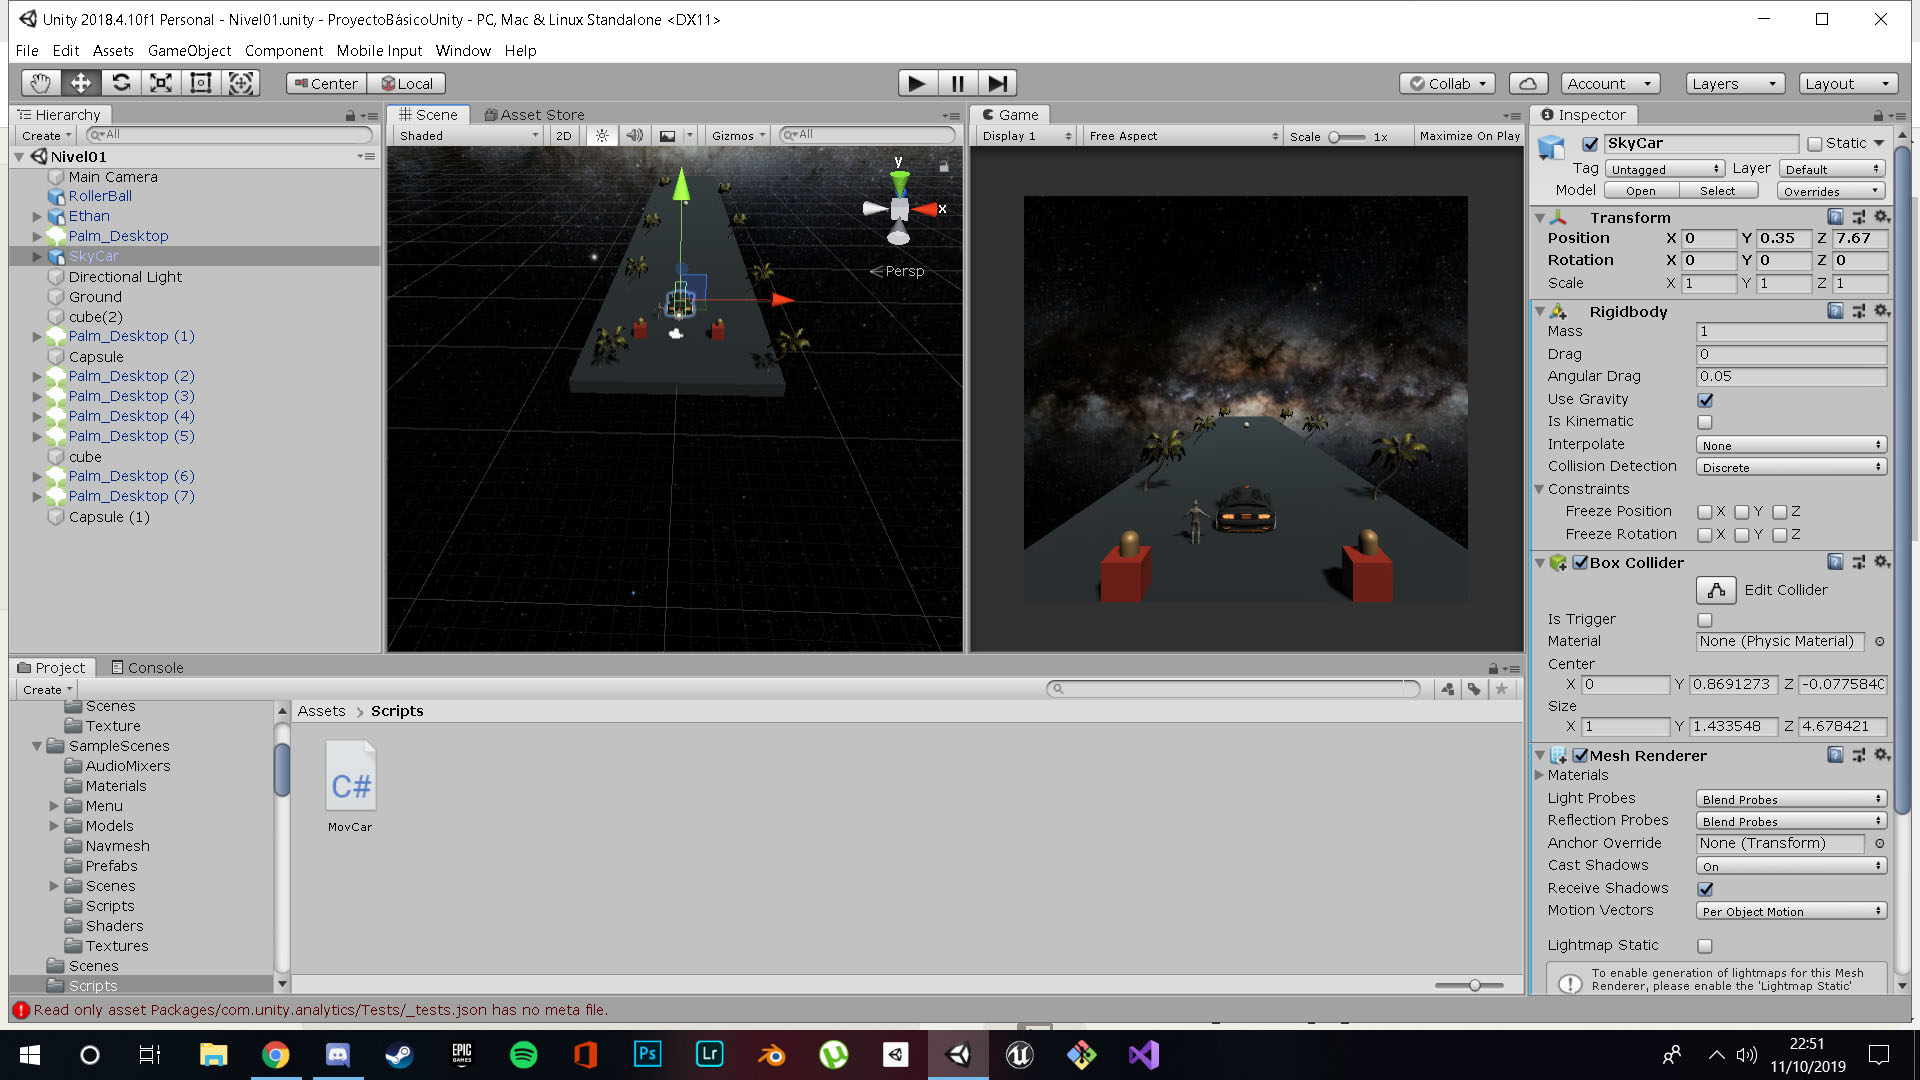 Unity 2018.4.10f1 Personal - Nivel01.unity - ProyectoBásicoUnity - PC, Mac & Linux Standalone <DX11>
File Edit Assets GameObject Component Mobile Input Window Help
Center Local Collab Account Layers Layout
Hierarchy
Create All
Nivel01
Main Camera
RollerBall
Ethan
Palm_Desktop
SkyCar
Directional Light
Ground
cube(2)
Palm_Desktop (1)
Capsule
Palm_Desktop (2)
Palm_Desktop (3)
Palm_Desktop (4)
Palm_Desktop (5)
cube
Palm_Desktop (6)
Palm_Desktop (7)
Capsule (1)
Scene Asset Store
Shaded 2D Gizmos All
y
x
Persp
Game
Display 1 Free Aspect Scale 1x Maximize On Play
Inspector
SkyCar Static
Tag Untagged Layer Default
Model Open Select Overrides
Transform
Position X 0 Y 0.35 Z 7.67
Rotation X 0 Y 0 Z 0
Scale X 1 Y 1 Z 1
Rigidbody
Mass 1
Drag 0
Angular Drag 0.05
Use Gravity
Is Kinematic
Interpolate None
Collision Detection Discrete
Constraints
Freeze Position X Y Z
Freeze Rotation X Y Z
Box Collider
Edit Collider
Is Trigger
Material None (Physic Material)
Center
X 0 Y 0.8691273 Z -0.0775840
Size
X 1 Y 1.433548 Z 4.678421
Mesh Renderer
Materials
Light Probes Blend Probes
Reflection Probes Blend Probes
Anchor Override None (Transform)
Cast Shadows On
Receive Shadows
Motion Vectors Per Object Motion
Lightmap Static
To enable generation of lightmaps for this Mesh
Renderer, please enable the 'Lightmap Static'
Project Console
Create
Scenes
Texture
SampleScenes
AudioMixers
Materials
Menu
Models
Navmesh
Prefabs
Scenes
Scripts
Shaders
Textures
Scenes
Scripts
Assets > Scripts
C#
MovCar
Read only asset Packages/com.unity.analytics/Tests/_tests.json has no meta file.
EPIC
GAMES
Ps
Lr
22:51
11/10/2019